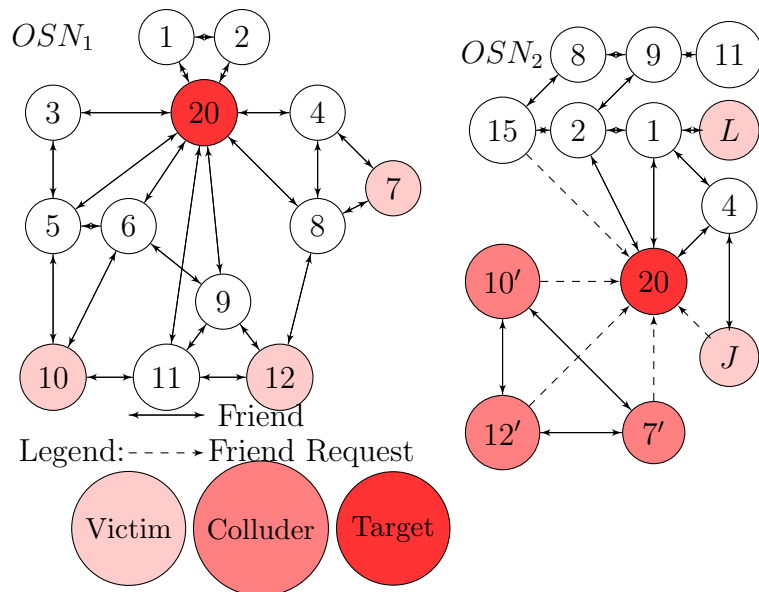 OSN₁
1 2
3 20 4
7
5 6 8
9
10 11 12
OSN₂
8 9 11
15 2 1 L
4
10′ 20
J
12′ 7′
Friend
Legend: Friend Request
Victim Colluder Target